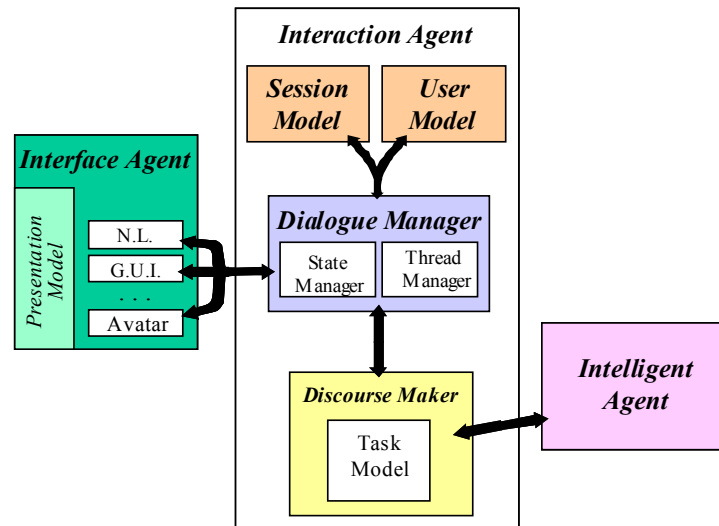 Interaction Agent
Session
Model
User
Model
Interface Agent
Presentation
Model
N.L.
G.U.I.
. . .
Avatar
Dialogue Manager
State
Manager
Thread
Manager
Discourse Maker
Task
Model
Intelligent
Agent